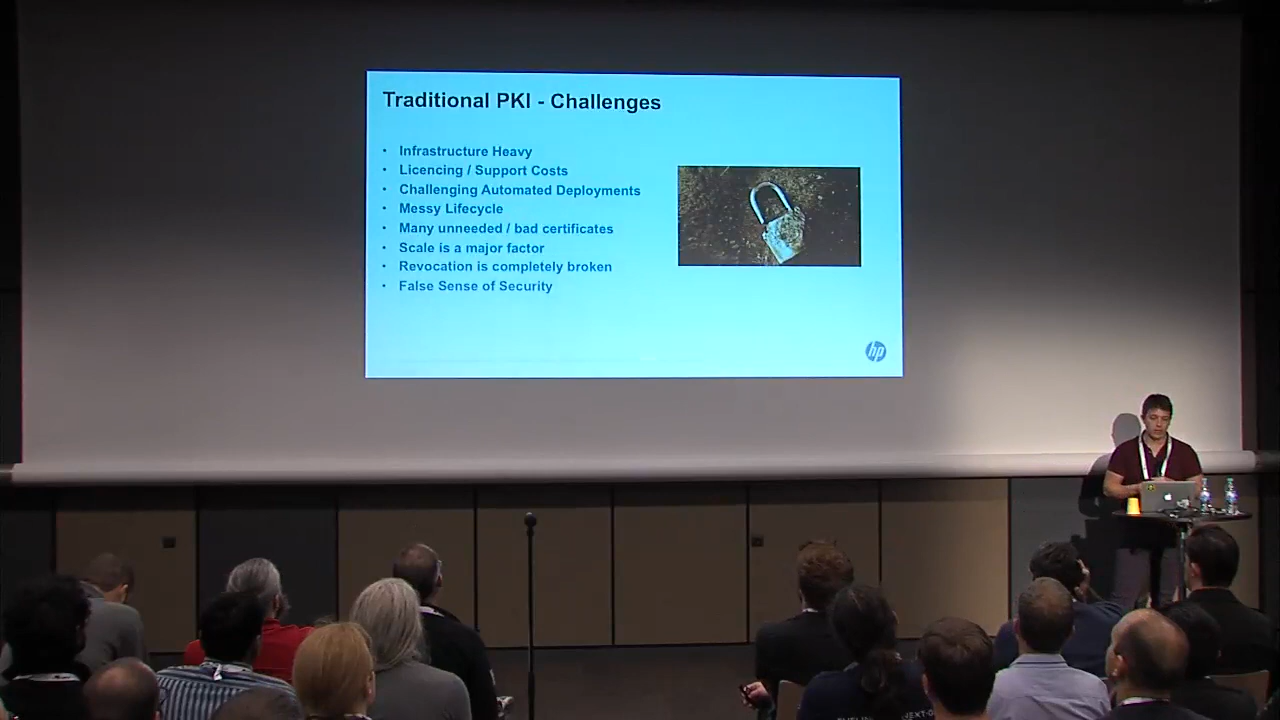 Traditional PKI - Challenges
• Infrastructure Heavy
• Licencing / Support Costs
• Challenging Automated Deployments
• Messy Lifecycle
• Many unneeded / bad certificates
• Scale is a major factor
• Revocation is completely broken
• False Sense of Security
hp